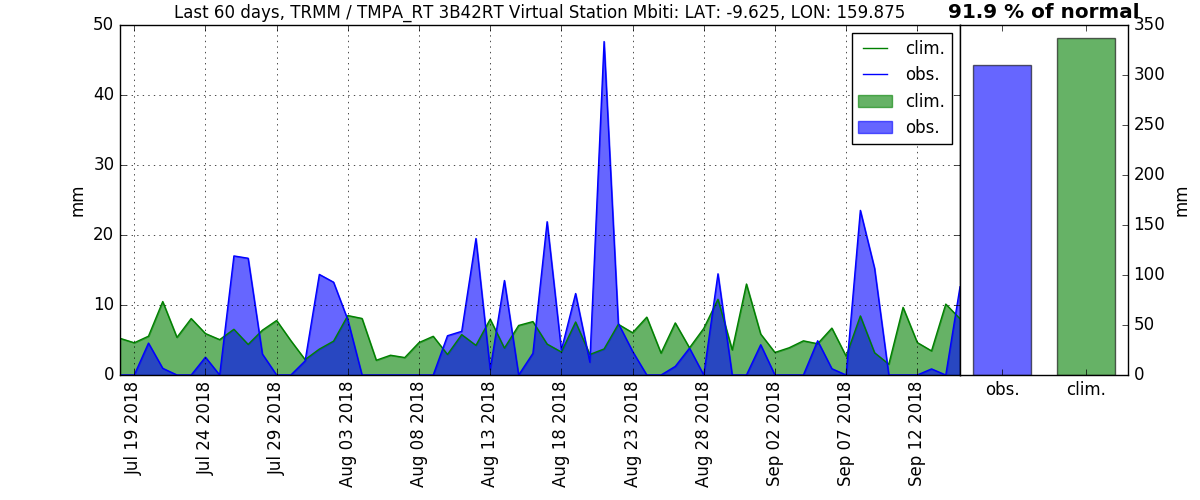 Last 60 days, TRMM / TMPA_RT 3B42RT Virtual Station Mbiti: LAT: -9.625, LON: 159.875
91.9 % of normal
50
40
30
20
10
0
mm
clim.
obs.
clim.
obs.
350
300
250
200
150
100
50
0
mm
Jul 19 2018
Jul 24 2018
Jul 29 2018
Aug 03 2018
Aug 08 2018
Aug 13 2018
Aug 18 2018
Aug 23 2018
Aug 28 2018
Sep 02 2018
Sep 07 2018
Sep 12 2018
obs.
clim.